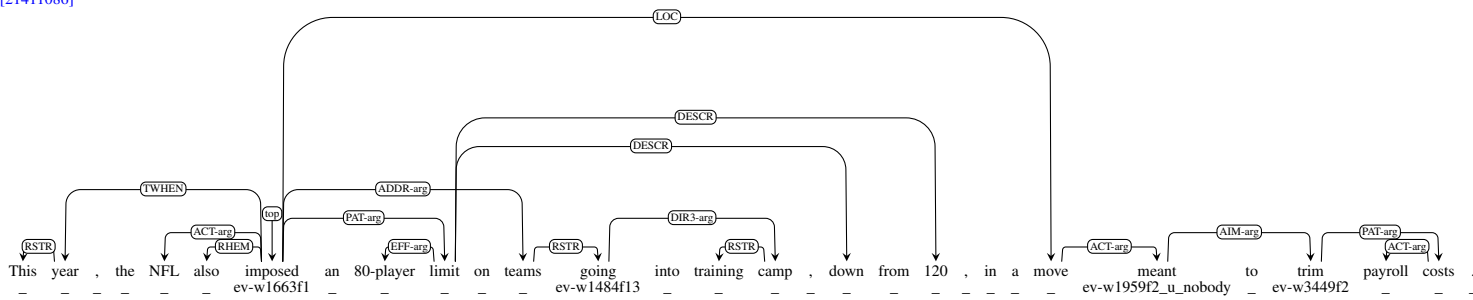 [21411086]
LOC
DESCR
DESCR
TWHEN ADDR-arg
top PAT-arg DIR3-arg
ACT-arg AIM-arg PAT-arg
RSTR RHEM EFF-arg RSTR RSTR ACT-arg ACT-arg
This year , the NFL also imposed an 80-player limit on teams going into training camp , down from 120 , in a move meant to trim payroll costs .
_ _ _ _ _ _ ev-w1663f1 _ _ _ _ _ ev-w1484f13 _ _ _ _ _ _ _ _ _ _ _ ev-w1959f2_u_nobody _ ev-w3449f2 _ _ _